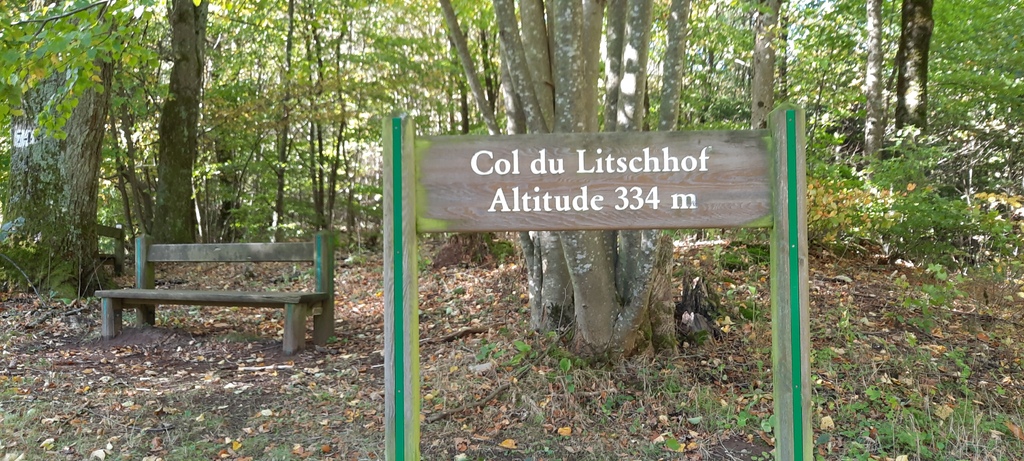 Col du Litschhof
Altitude 334 m